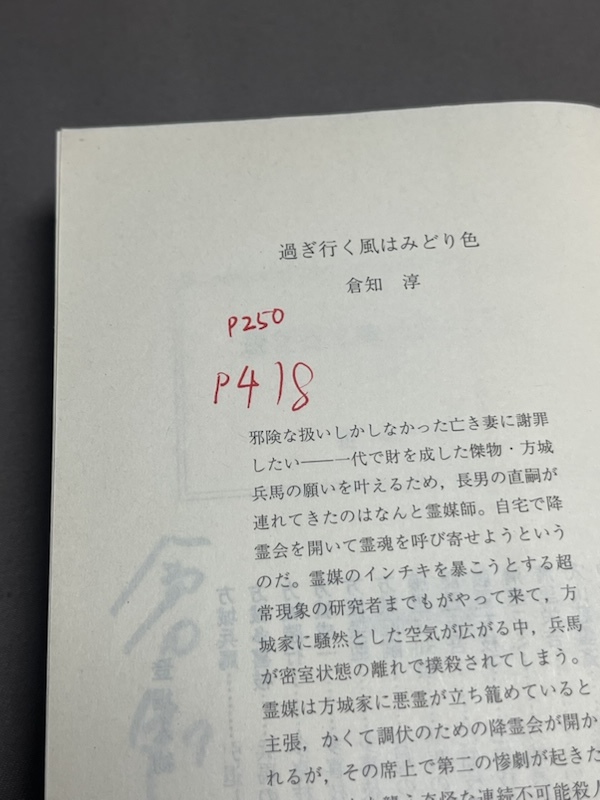 過ぎ行く風はみどり色
倉知 淳
P250
P418
邪険な扱いしかしなかった亡き妻に謝罪
したい――一代で財を成した傑物・方城
兵馬の願いを叶えるため，長男の直嗣が
連れてきたのはなんと霊媒師。自宅で降
霊会を開いて霊魂を呼び寄せようという
のだ。霊媒のインチキを暴こうとする超
常現象の研究者までもがやって来て，方
城家に騒然とした空気が広がる中，兵馬
が密室状態の離れで撲殺されてしまう。
霊媒は方城家に悪霊が立ち籠めていると
主張，かくて調伏のための降霊会が開か
れるが，その席上で第二の惨劇が起きた